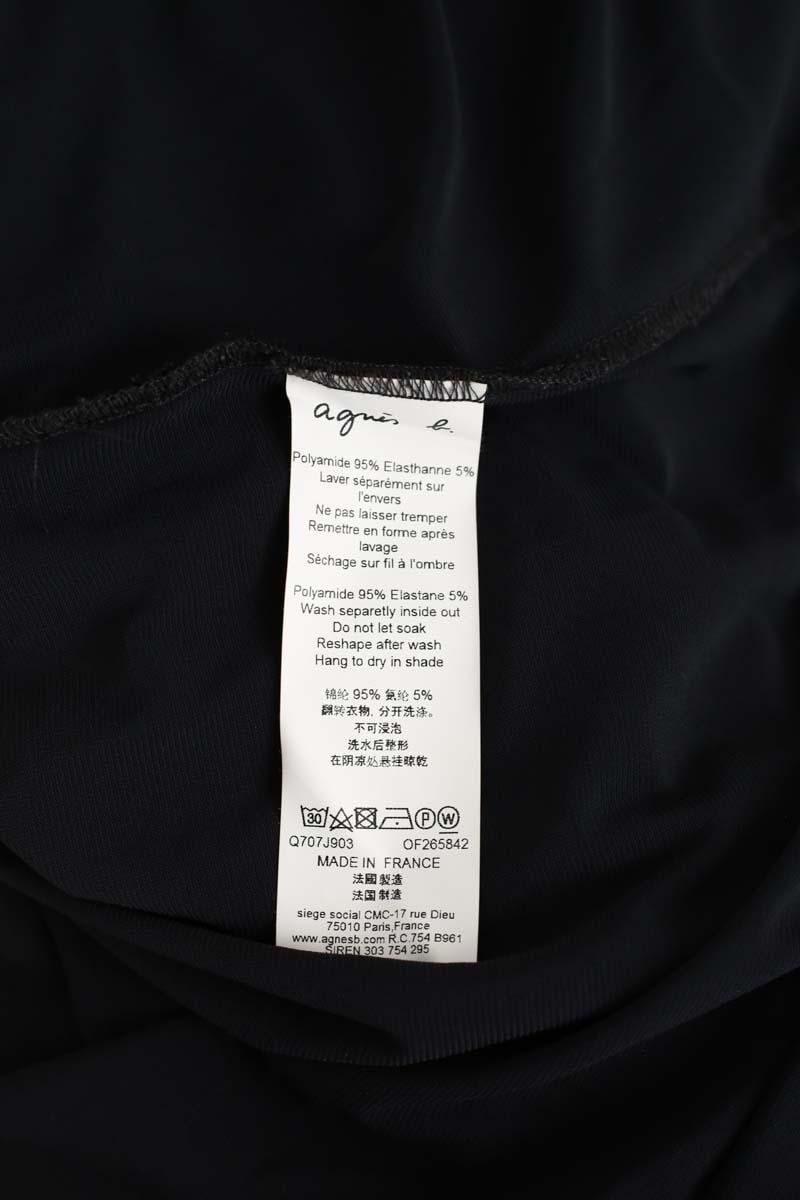 agnès b.
Polyamide 95% Elasthanne 5%
Laver séparément sur
l'envers
Ne pas laisser tremper
Remettre en forme après
lavage
Séchage sur fil à l'ombre
Polyamide 95% Elastane 5%
Wash separetly inside out
Do not let soak
Reshape after wash
Hang to dry in shade
锦纶 95% 氨纶 5%
翻转衣物，分开洗涤。
不可浸泡
洗水后整形
在阴凉处悬挂晾乾
30 P W
Q707J903 OF265842
MADE IN FRANCE
法國製造
法国制造
siege social CMC-17 rue Dieu
75010 Paris,France
www.agnesb.com R.C.754 B961
SIREN 303 754 295